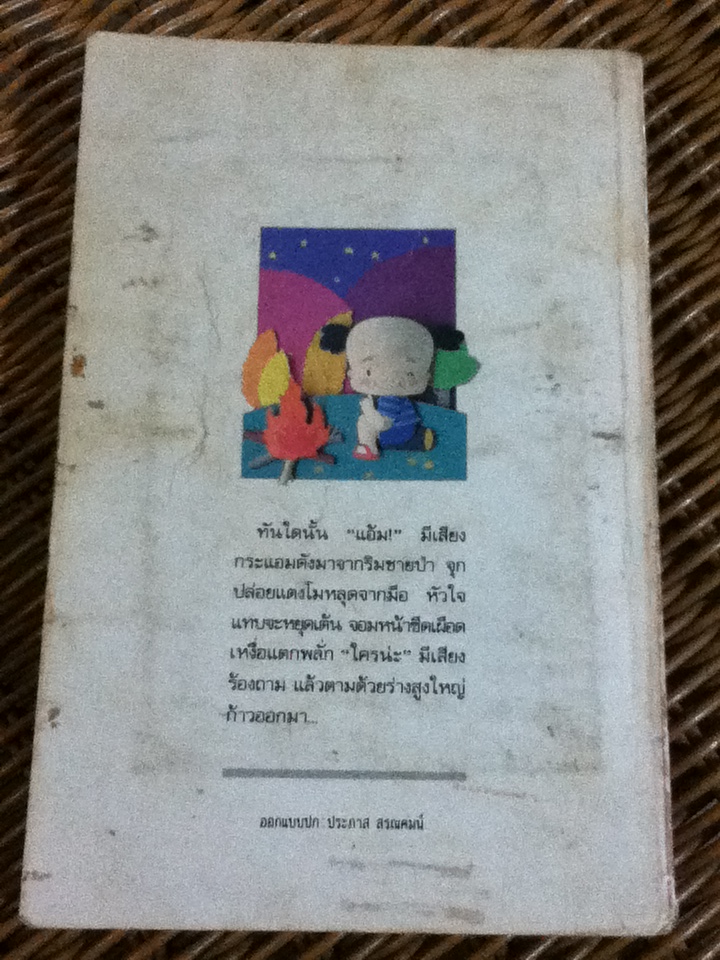 ทันใดนั้น “แอ้ม!” มีเสียง
กระแอมดังมาจากริมชายป่า จุก
ปล่อยแตงโมหลุดจากมือ หัวใจ
แทบจะหยุดเต้น จอมหน้าซีดเผือด
เหงื่อแตกพลั่ก “ใครน่ะ” มีเสียง
ร้องถาม แล้วตามด้วยร่างสูงใหญ่
ก้าวออกมา...
ออกแบบปก ประภาส สรณคมน์